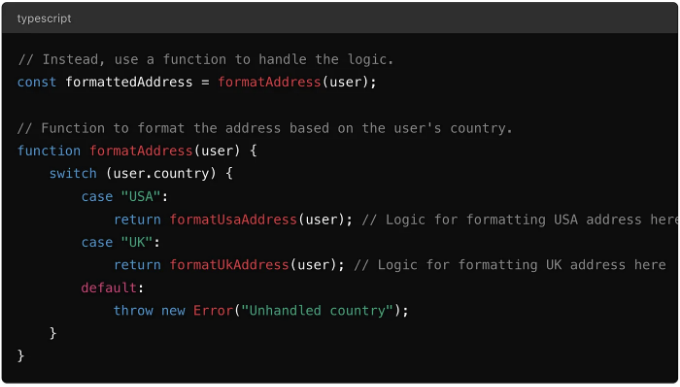 typescript
// Instead, use a function to handle the logic.
const formattedAddress = formatAddress(user);
// Function to format the address based on the user's country.
function formatAddress(user) {
switch (user.country) {
case "USA":
return formatUsaAddress(user); // Logic for formatting USA address here
case "UK":
return formatUkAddress(user); // Logic for formatting UK address here
default:
throw new Error("Unhandled country");
}
}